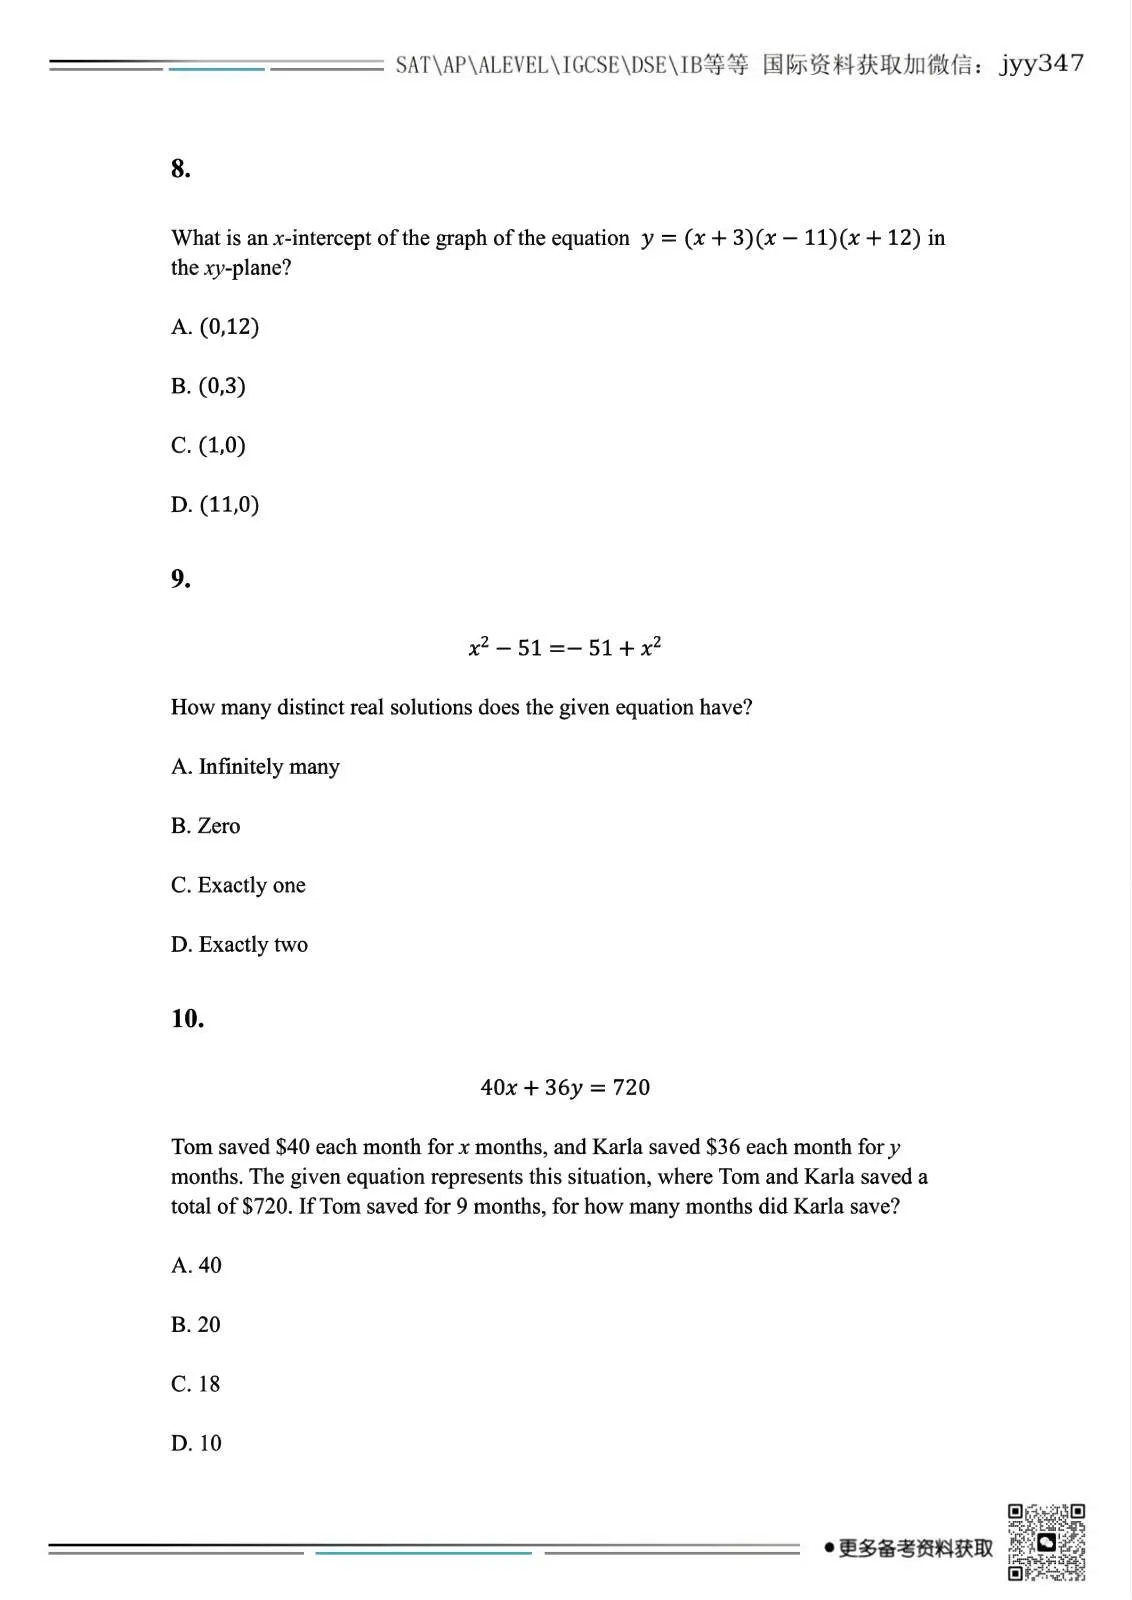 SAT\AP\ALEVEL\IGCSE\DSE\IB等等 国际资料获取加微信：jyy347
8.
What is an x-intercept of the graph of the equation y = (x + 3)(x − 11)(x + 12) in
the xy-plane?
A. (0,12)
B. (0,3)
C. (1,0)
D. (11,0)
9.
x² − 51 =− 51 + x²
How many distinct real solutions does the given equation have?
A. Infinitely many
B. Zero
C. Exactly one
D. Exactly two
10.
40x + 36y = 720
Tom saved $40 each month for x months, and Karla saved $36 each month for y
months. The given equation represents this situation, where Tom and Karla saved a
total of $720. If Tom saved for 9 months, for how many months did Karla save?
A. 40
B. 20
C. 18
D. 10
●更多备考资料获取